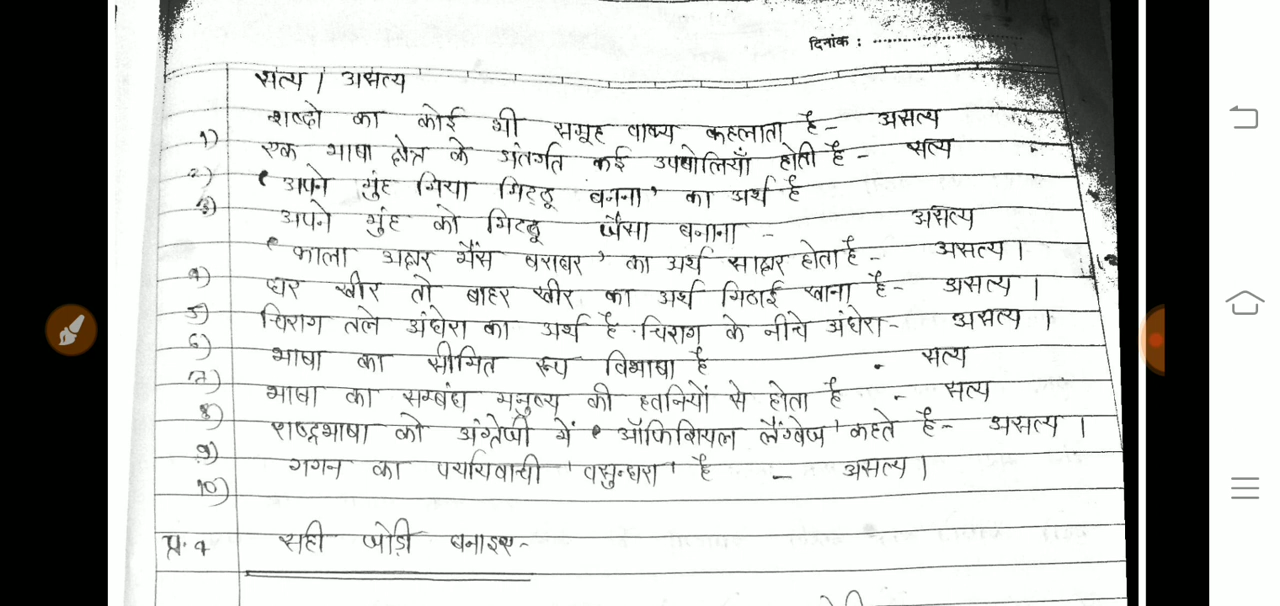 दिनांक : ........................
सत्य / असत्य
1) शब्दो का कोई भी समूह वाक्य कहलाता है - असत्य
2) एक भाषा क्षेत्र के अंतर्गत कई उपबोलियाँ होती है - सत्य
3) 'अपने मुंह मिया मिट्ठू बनना' का अर्थ है
अपने मुंह को मिट्ठू जैसा बनाना - असत्य
4) 'काला अक्षर भैंस बराबर' का अर्थ साक्षर होता है - असत्य।
5) घर खीर तो बाहर खीर का अर्थ मिठाई खाना है - असत्य।
6) चिराग तले अंधेरा का अर्थ है चिराग के नीचे अंधेरा - असत्य।
7) भाषा का सीमित रूप विभाषा है - सत्य
8) भाषा का सम्बंध मनुष्य की ध्वनियों से होता है - सत्य
9) राष्ट्रभाषा को अंग्रेजी में 'ऑफिशियल लैंग्वेज' कहते है - असत्य।
10) गगन का पर्यायवाची 'वसुन्धरा' है - असत्य।
प्र. 4 सही जोड़ी बनाइए -